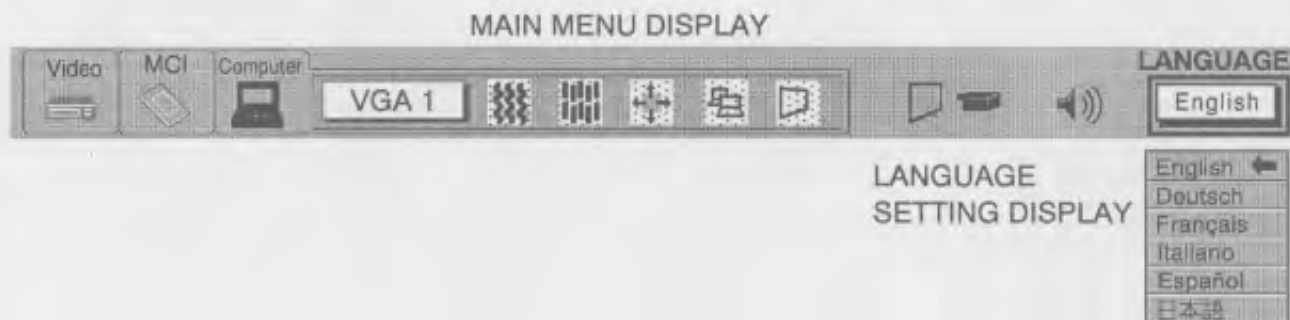 MAIN MENU DISPLAY
Video MCI Computer LANGUAGE
VGA 1 English
LANGUAGE
SETTING DISPLAY
English
Deutsch
Français
Italiano
Español
日本語